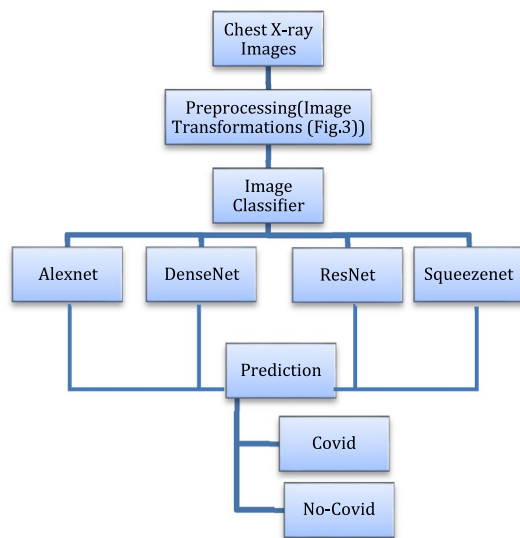 Chest X-ray
Images
Preprocessing(Image
Transformations (Fig.3))
Image
Classifier
Alexnet
DenseNet
ResNet
Squeezenet
Prediction
Covid
No-Covid